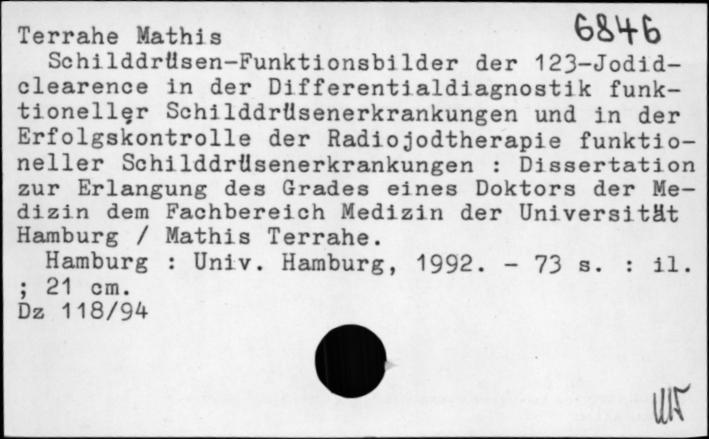 6846
Terrahe Mathis
Schilddrüsen-Funktionsbilder der 123-Jodid-
clearence in der Differentialdiagnostik funk-
tioneller Schilddrüsenerkrankungen und in der
Erfolgskontrolle der Radiojodtherapie funktio-
neller Schilddrüsenerkrankungen : Dissertation
zur Erlangung des Grades eines Doktors der Me-
dizin dem Fachbereich Medizin der Universität
Hamburg / Mathis Terrahe.
Hamburg : Univ. Hamburg, 1992. - 73 s. : il.
; 21 cm.
Dz 118/94